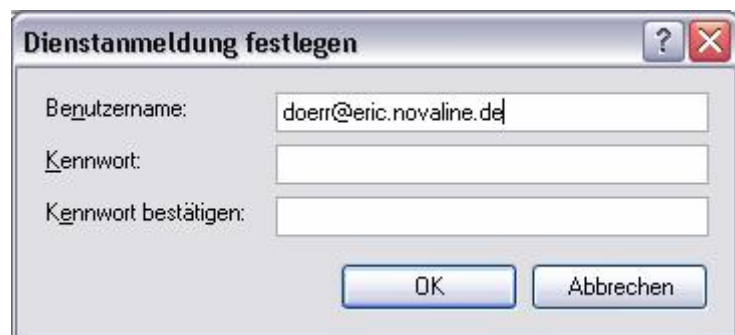 Dienstanmeldung festlegen
?
Benutzername: doerr@eric.novaline.de
Kennwort:
Kennwort bestätigen:
OK Abbrechen